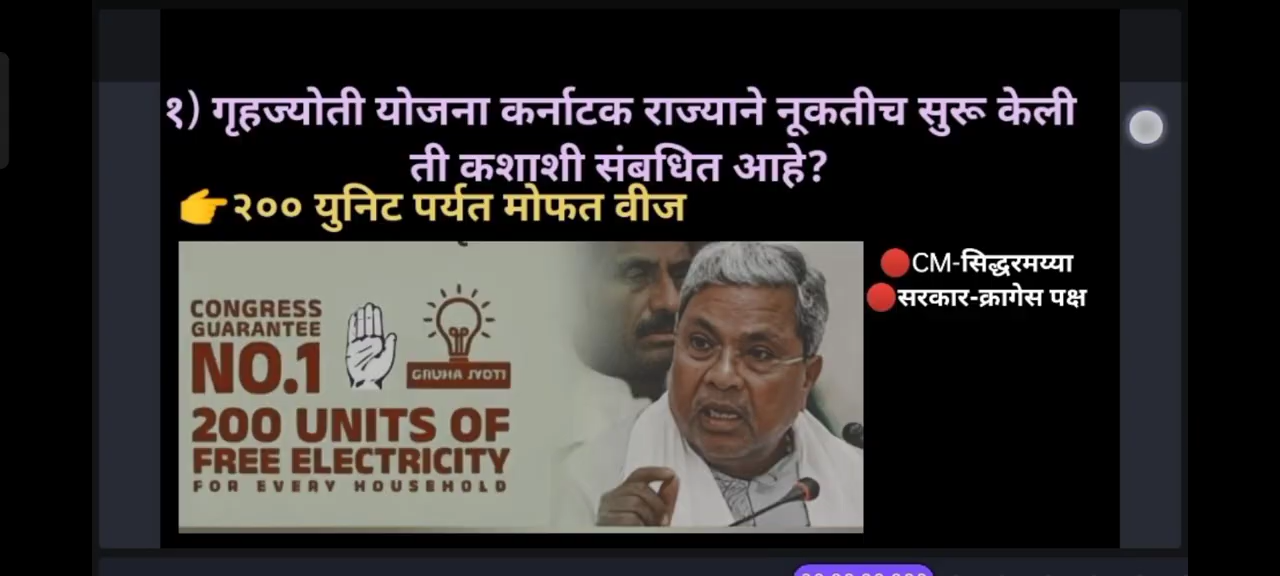 १) गृहज्योती योजना कर्नाटक राज्याने नूकतीच सुरू केली
ती कशाशी संबधित आहे?
👉२०० युनिट पर्यत मोफत वीज
🔴CM-सिद्धरमय्या
🔴सरकार-क्रागेस पक्ष
CONGRESS
GUARANTEE
NO.1
GRUHA JYOTI
200 UNITS OF
FREE ELECTRICITY
FOR EVERY HOUSEHOLD